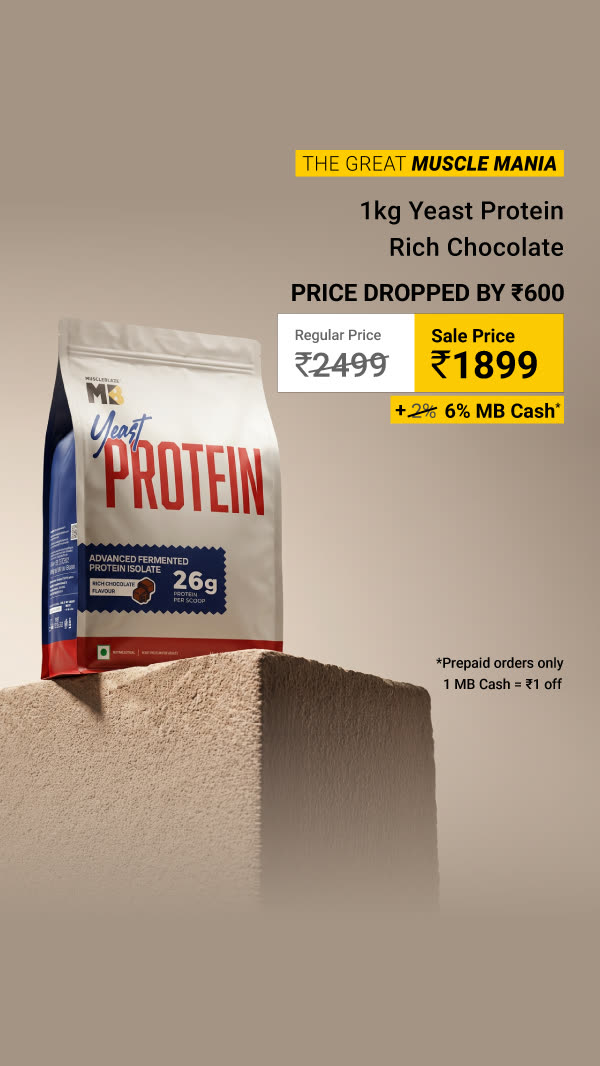 THE GREAT MUSCLE MANIA
1kg Yeast Protein
Rich Chocolate
PRICE DROPPED BY ₹600
Regular Price
₹2499
Sale Price
₹1899
+ 2% 6% MB Cash*
MUSCLEBLAZE
MB
Yeast
PROTEIN
ADVANCED FERMENTED
PROTEIN ISOLATE
RICH CHOCOLATE
FLAVOUR
26g
PROTEIN
PER SCOOP
*Prepaid orders only
1 MB Cash = ₹1 off